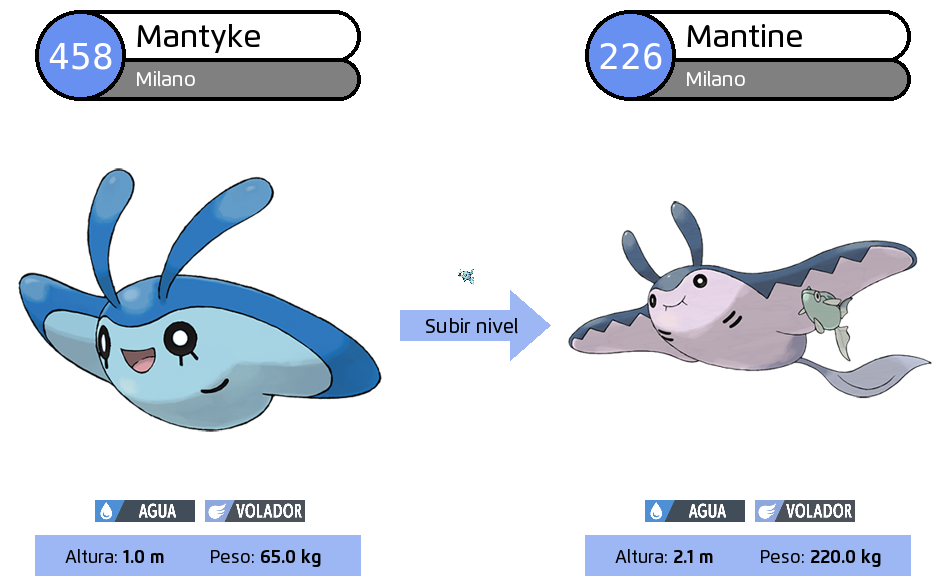 458 Mantyke
Milano
226 Mantine
Milano
Subir nivel
AGUA VOLADOR
Altura: 1.0 m Peso: 65.0 kg
AGUA VOLADOR
Altura: 2.1 m Peso: 220.0 kg